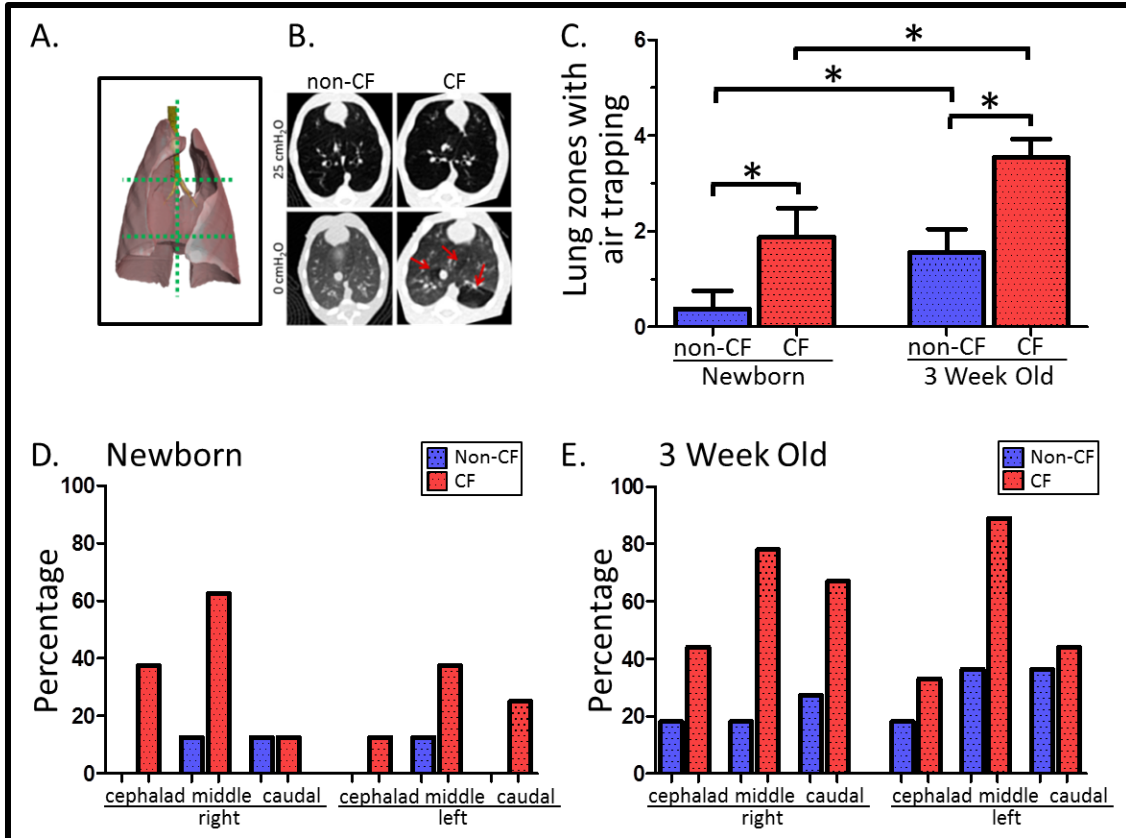 A.
B.
non-CF CF
25 cmH₂O
0 cmH₂O
C.
Lung zones with
air trapping
6
4
2
0
* * * *
non-CF CF non-CF CF
Newborn 3 Week Old
D. Newborn
Non-CF
CF
Percentage
100
80
60
40
20
0
cephalad middle caudal cephalad middle caudal
right left
E. 3 Week Old
Non-CF
CF
Percentage
100
80
60
40
20
0
cephalad middle caudal cephalad middle caudal
right left